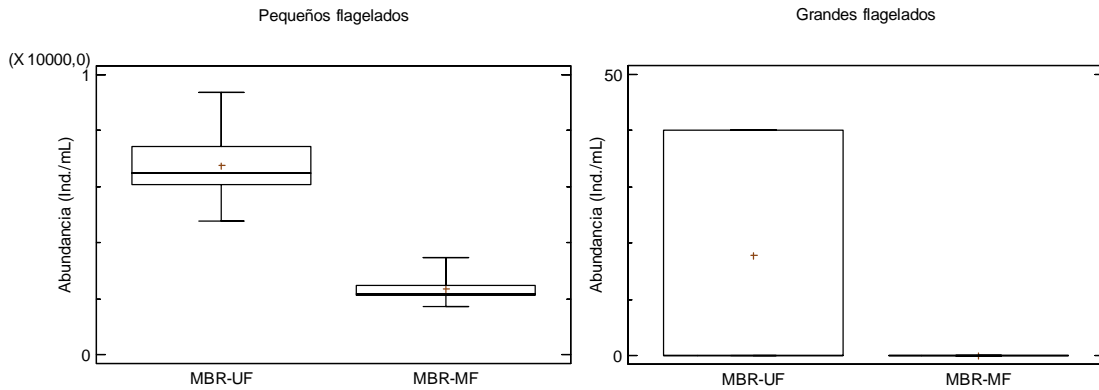 Pequeños flagelados
(X 10000,0)
1
Abundancia (Ind./mL)
0
MBR-UF
MBR-MF
Grandes flagelados
50
Abundancia (Ind./mL)
0
MBR-UF
MBR-MF